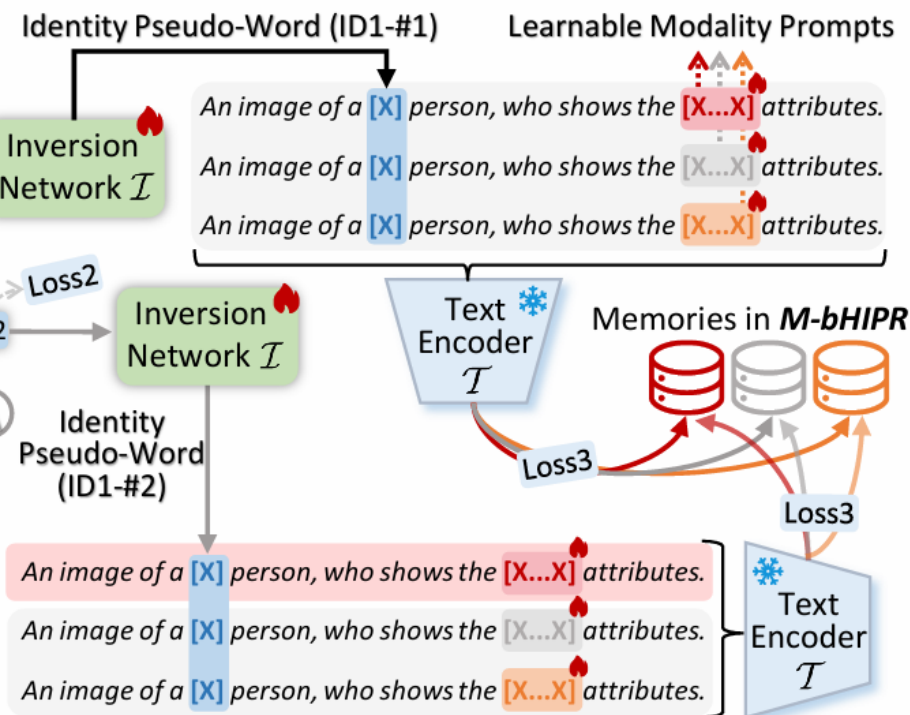 Identity Pseudo-Word (ID1-#1)
Learnable Modality Prompts
An image of a [X] person, who shows the [X...X] attributes.
An image of a [X] person, who shows the [X...X] attributes.
An image of a [X] person, who shows the [X...X] attributes.
Inversion
Network I
Loss2
2
Inversion
Network I
Text
Encoder
T
Memories in M-bHIPR
Identity
Pseudo-Word
(ID1-#2)
Loss3
Loss3
An image of a [X] person, who shows the [X...X] attributes.
An image of a [X] person, who shows the [X...X] attributes.
An image of a [X] person, who shows the [X...X] attributes.
Text
Encoder
T